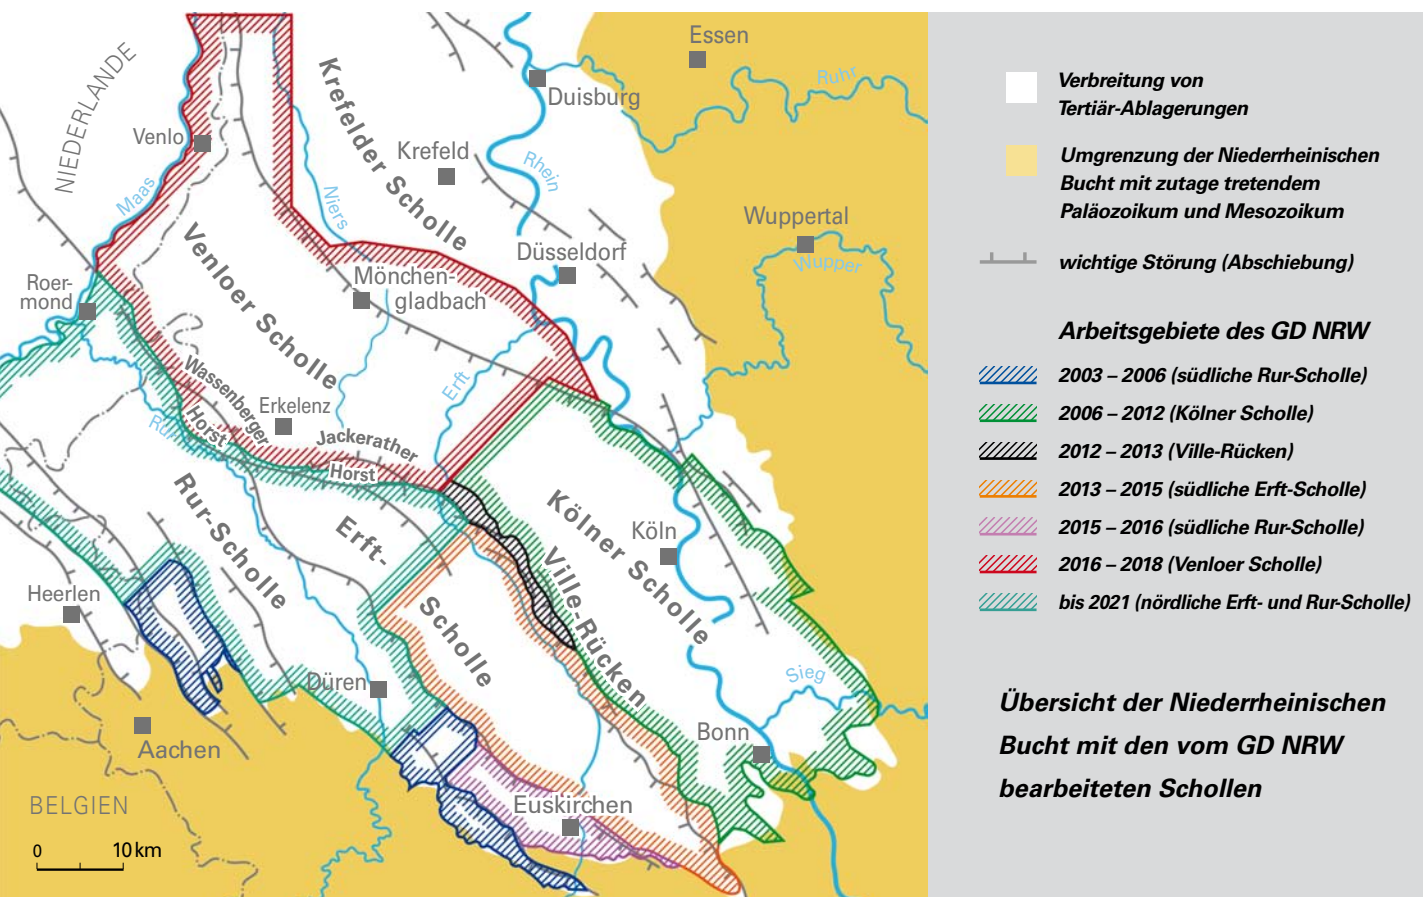 Essen
Ruhr
Duisburg
NIEDERLANDE
Venlo
Krefeld
Krefelder Scholle
Rhein
Maas
Niers
Wuppertal
Wupper
Düsseldorf
Venloer Scholle
Roer-
mond
Mönchen-
gladbach
Erft
Wassenberger
Horst
Erkelenz
Jackerather
Horst
Rur
Rur-Scholle
Erft-
Scholle
Kölner Scholle
Köln
Ville-Rücken
Heerlen
Düren
Sieg
Bonn
Aachen
Euskirchen
BELGIEN
0 10 km
Verbreitung von
Tertiär-Ablagerungen
Umgrenzung der Niederrheinischen
Bucht mit zutage tretendem
Paläozoikum und Mesozoikum
wichtige Störung (Abschiebung)
Arbeitsgebiete des GD NRW
2003 – 2006 (südliche Rur-Scholle)
2006 – 2012 (Kölner Scholle)
2012 – 2013 (Ville-Rücken)
2013 – 2015 (südliche Erft-Scholle)
2015 – 2016 (südliche Rur-Scholle)
2016 – 2018 (Venloer Scholle)
bis 2021 (nördliche Erft- und Rur-Scholle)
Übersicht der Niederrheinischen
Bucht mit den vom GD NRW
bearbeiteten Schollen